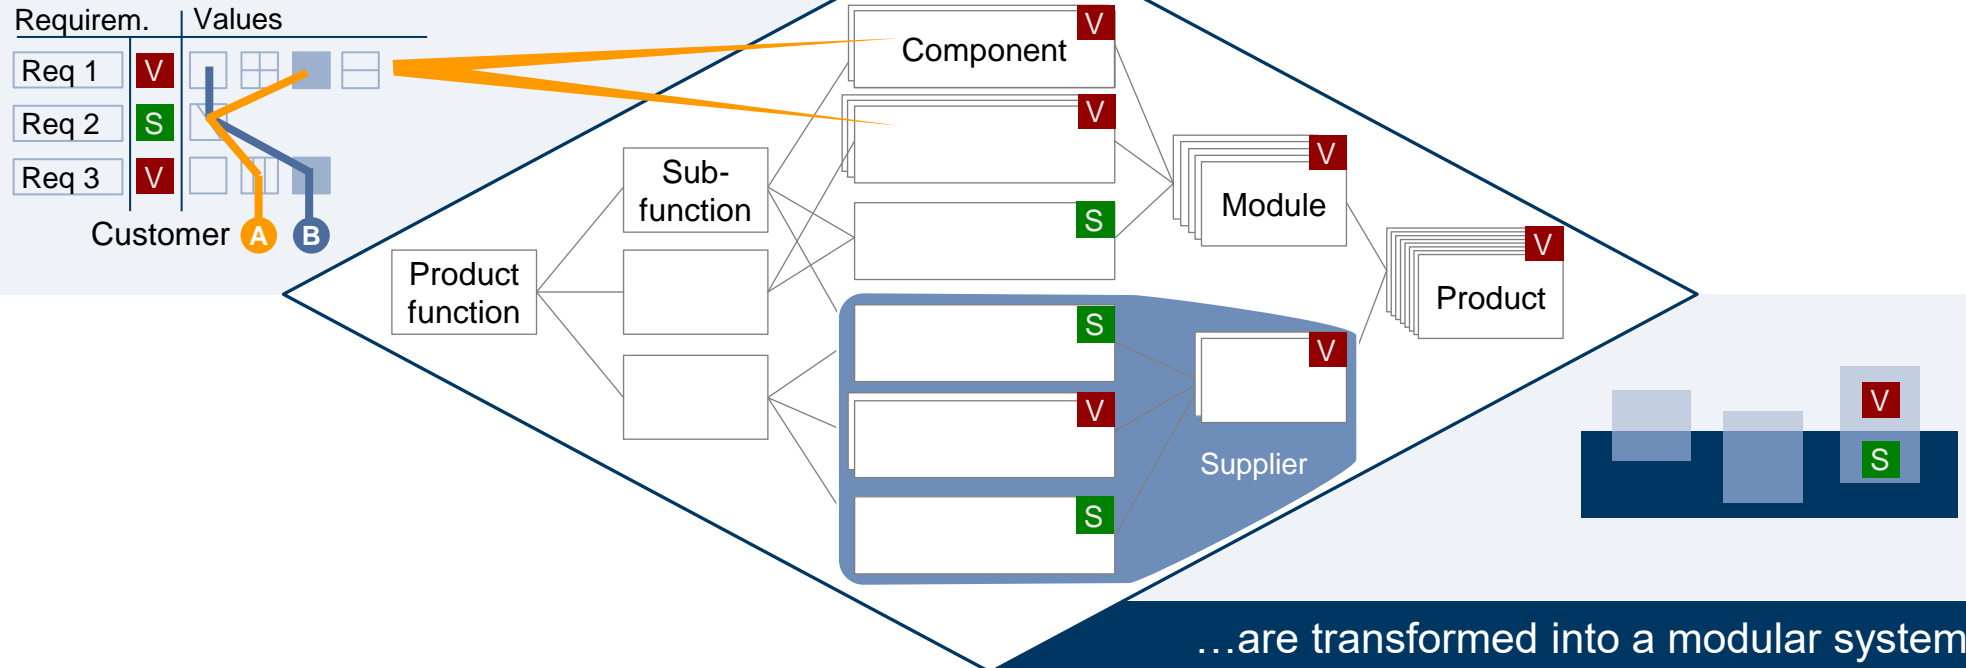 Requirem. Values
Req 1 V
Req 2 S
Req 3 V
Customer A B
Product
function
Sub-
function
Component V
V
S
S
V
S
Module V
V
Supplier
Product V
V
S
…are transformed into a modular system